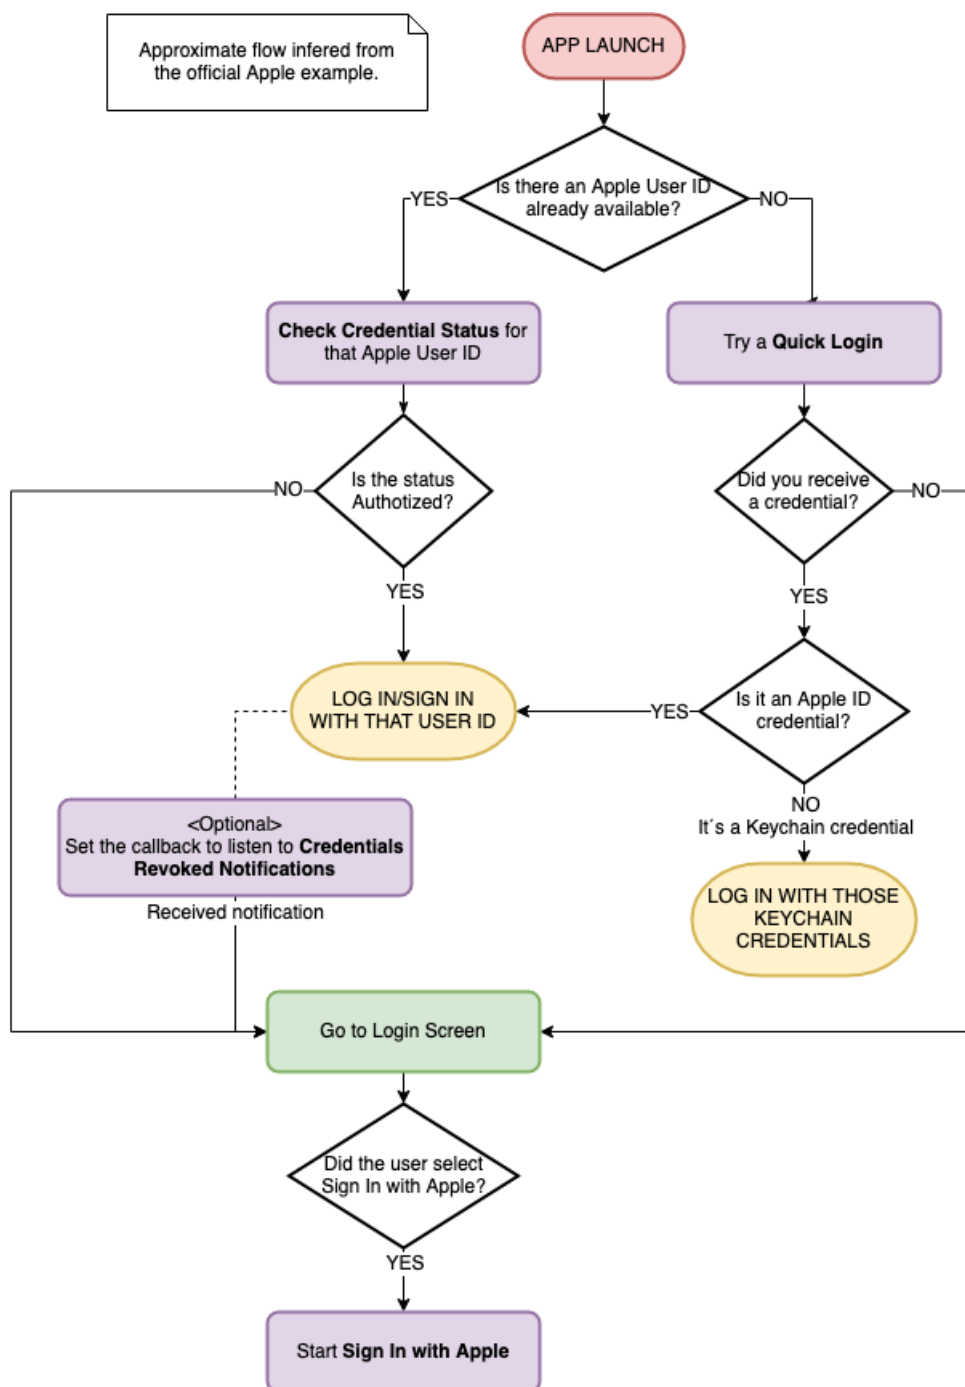 Approximate flow infered from
the official Apple example.
APP LAUNCH
Is there an Apple User ID
already available?
YES
NO
Check Credential Status for
that Apple User ID
Try a Quick Login
Is the status
Authotized?
NO
YES
Did you receive
a credential?
NO
YES
LOG IN/SIGN IN
WITH THAT USER ID
YES
Is it an Apple ID
credential?
NO
It´s a Keychain credential
<Optional>
Set the callback to listen to Credentials
Revoked Notifications
Received notification
LOG IN WITH THOSE
KEYCHAIN
CREDENTIALS
Go to Login Screen
Did the user select
Sign In with Apple?
YES
Start Sign In with Apple